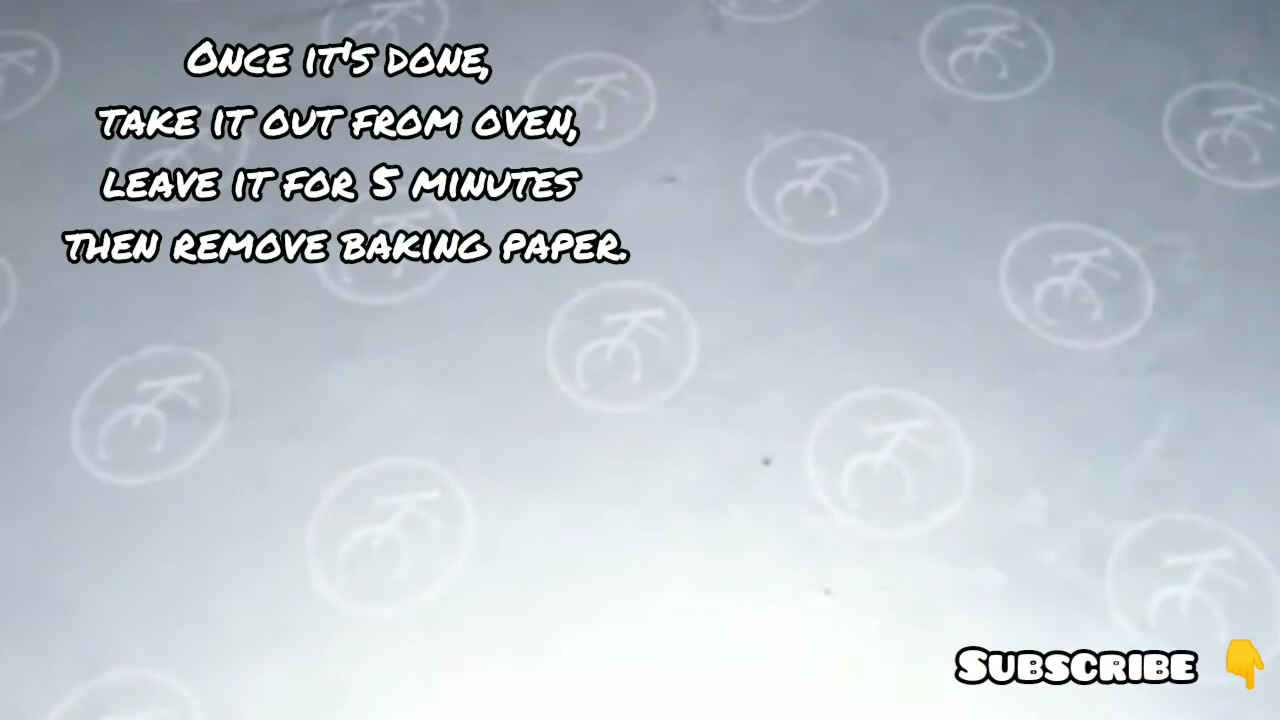 Once it's done,
take it out from oven,
leave it for 5 minutes
then remove baking paper.
Subscribe 👇